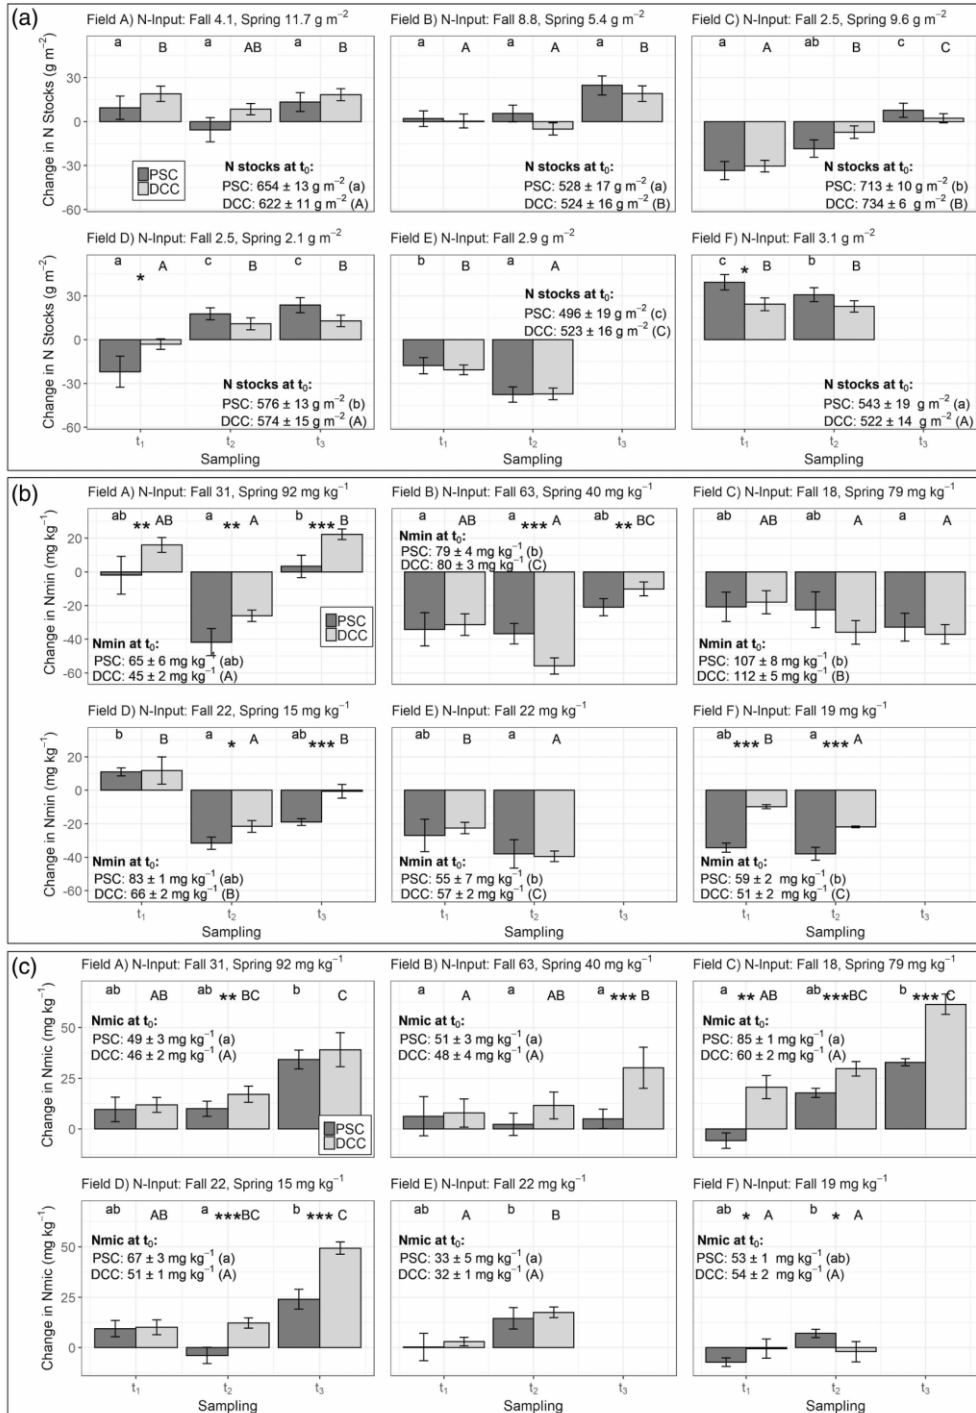 (a)
Field A) N-Input: Fall 4.1, Spring 11.7 g m⁻²
Field B) N-Input: Fall 8.8, Spring 5.4 g m⁻²
Field C) N-Input: Fall 2.5, Spring 9.6 g m⁻²
a B a AB a B
a A a A a B
a A ab B c C
Change in N Stocks (g m⁻²)
30
0
-30
-60
PSC
DCC
N stocks at t₀:
PSC: 654 ± 13 g m⁻² (a)
DCC: 622 ± 11 g m⁻² (A)
N stocks at t₀:
PSC: 528 ± 17 g m⁻² (a)
DCC: 524 ± 16 g m⁻² (B)
N stocks at t₀:
PSC: 713 ± 10 g m⁻² (b)
DCC: 734 ± 6 g m⁻² (B)
Field D) N-Input: Fall 2.5, Spring 2.1 g m⁻²
Field E) N-Input: Fall 2.9 g m⁻²
Field F) N-Input: Fall 3.1 g m⁻²
a * A c B c B
b B a A
c * B b B
Change in N Stocks (g m⁻²)
30
0
-30
-60
N stocks at t₀:
PSC: 576 ± 13 g m⁻² (b)
DCC: 574 ± 15 g m⁻² (A)
N stocks at t₀:
PSC: 496 ± 19 g m⁻² (c)
DCC: 523 ± 16 g m⁻² (C)
N stocks at t₀:
PSC: 543 ± 19 g m⁻² (a)
DCC: 522 ± 14 g m⁻² (A)
t₁ t₂ t₃
t₁ t₂ t₃
t₁ t₂ t₃
Sampling
Sampling
Sampling
(b)
Field A) N-Input: Fall 31, Spring 92 mg kg⁻¹
Field B) N-Input: Fall 63, Spring 40 mg kg⁻¹
Field C) N-Input: Fall 18, Spring 79 mg kg⁻¹
ab ** AB a ** A b *** B
a AB a *** A ab ** BC
ab AB a A a A
Change in Nmin (mg kg⁻¹)
20
0
-20
-40
-60
PSC
DCC
Nmin at t₀:
PSC: 65 ± 6 mg kg⁻¹ (ab)
DCC: 45 ± 2 mg kg⁻¹ (A)
Nmin at t₀:
PSC: 79 ± 4 mg kg⁻¹ (b)
DCC: 80 ± 3 mg kg⁻¹ (C)
Nmin at t₀:
PSC: 107 ± 8 mg kg⁻¹ (b)
DCC: 112 ± 5 mg kg⁻¹ (B)
Field D) N-Input: Fall 22, Spring 15 mg kg⁻¹
Field E) N-Input: Fall 22 mg kg⁻¹
Field F) N-Input: Fall 19 mg kg⁻¹
b B a * A ab *** B
ab B a A
ab *** B a *** A
Change in Nmin (mg kg⁻¹)
20
0
-20
-40
-60
Nmin at t₀:
PSC: 83 ± 1 mg kg⁻¹ (ab)
DCC: 66 ± 2 mg kg⁻¹ (B)
Nmin at t₀:
PSC: 55 ± 7 mg kg⁻¹ (b)
DCC: 57 ± 2 mg kg⁻¹ (C)
Nmin at t₀:
PSC: 59 ± 2 mg kg⁻¹ (b)
DCC: 51 ± 2 mg kg⁻¹ (C)
t₁ t₂ t₃
t₁ t₂ t₃
t₁ t₂ t₃
Sampling
Sampling
Sampling
(c)
Field A) N-Input: Fall 31, Spring 92 mg kg⁻¹
Field B) N-Input: Fall 63, Spring 40 mg kg⁻¹
Field C) N-Input: Fall 18, Spring 79 mg kg⁻¹
ab AB ab ** BC b C
a A a AB a *** B
a ** AB ab *** BC b *** C
Change in Nmic (mg kg⁻¹)
50
25
0
Nmic at t₀:
PSC: 49 ± 3 mg kg⁻¹ (a)
DCC: 46 ± 2 mg kg⁻¹ (A)
PSC
DCC
Nmic at t₀:
PSC: 51 ± 3 mg kg⁻¹ (a)
DCC: 48 ± 4 mg kg⁻¹ (A)
Nmic at t₀:
PSC: 85 ± 1 mg kg⁻¹ (a)
DCC: 60 ± 2 mg kg⁻¹ (A)
Field D) N-Input: Fall 22, Spring 15 mg kg⁻¹
Field E) N-Input: Fall 22 mg kg⁻¹
Field F) N-Input: Fall 19 mg kg⁻¹
ab AB a *** BC b *** C
ab A b B
ab * A b * A
Change in Nmic (mg kg⁻¹)
50
25
0
Nmic at t₀:
PSC: 67 ± 3 mg kg⁻¹ (a)
DCC: 51 ± 1 mg kg⁻¹ (A)
Nmic at t₀:
PSC: 33 ± 5 mg kg⁻¹ (a)
DCC: 32 ± 1 mg kg⁻¹ (A)
Nmic at t₀:
PSC: 53 ± 1 mg kg⁻¹ (ab)
DCC: 54 ± 2 mg kg⁻¹ (A)
t₁ t₂ t₃
t₁ t₂ t₃
t₁ t₂ t₃
Sampling
Sampling
Sampling